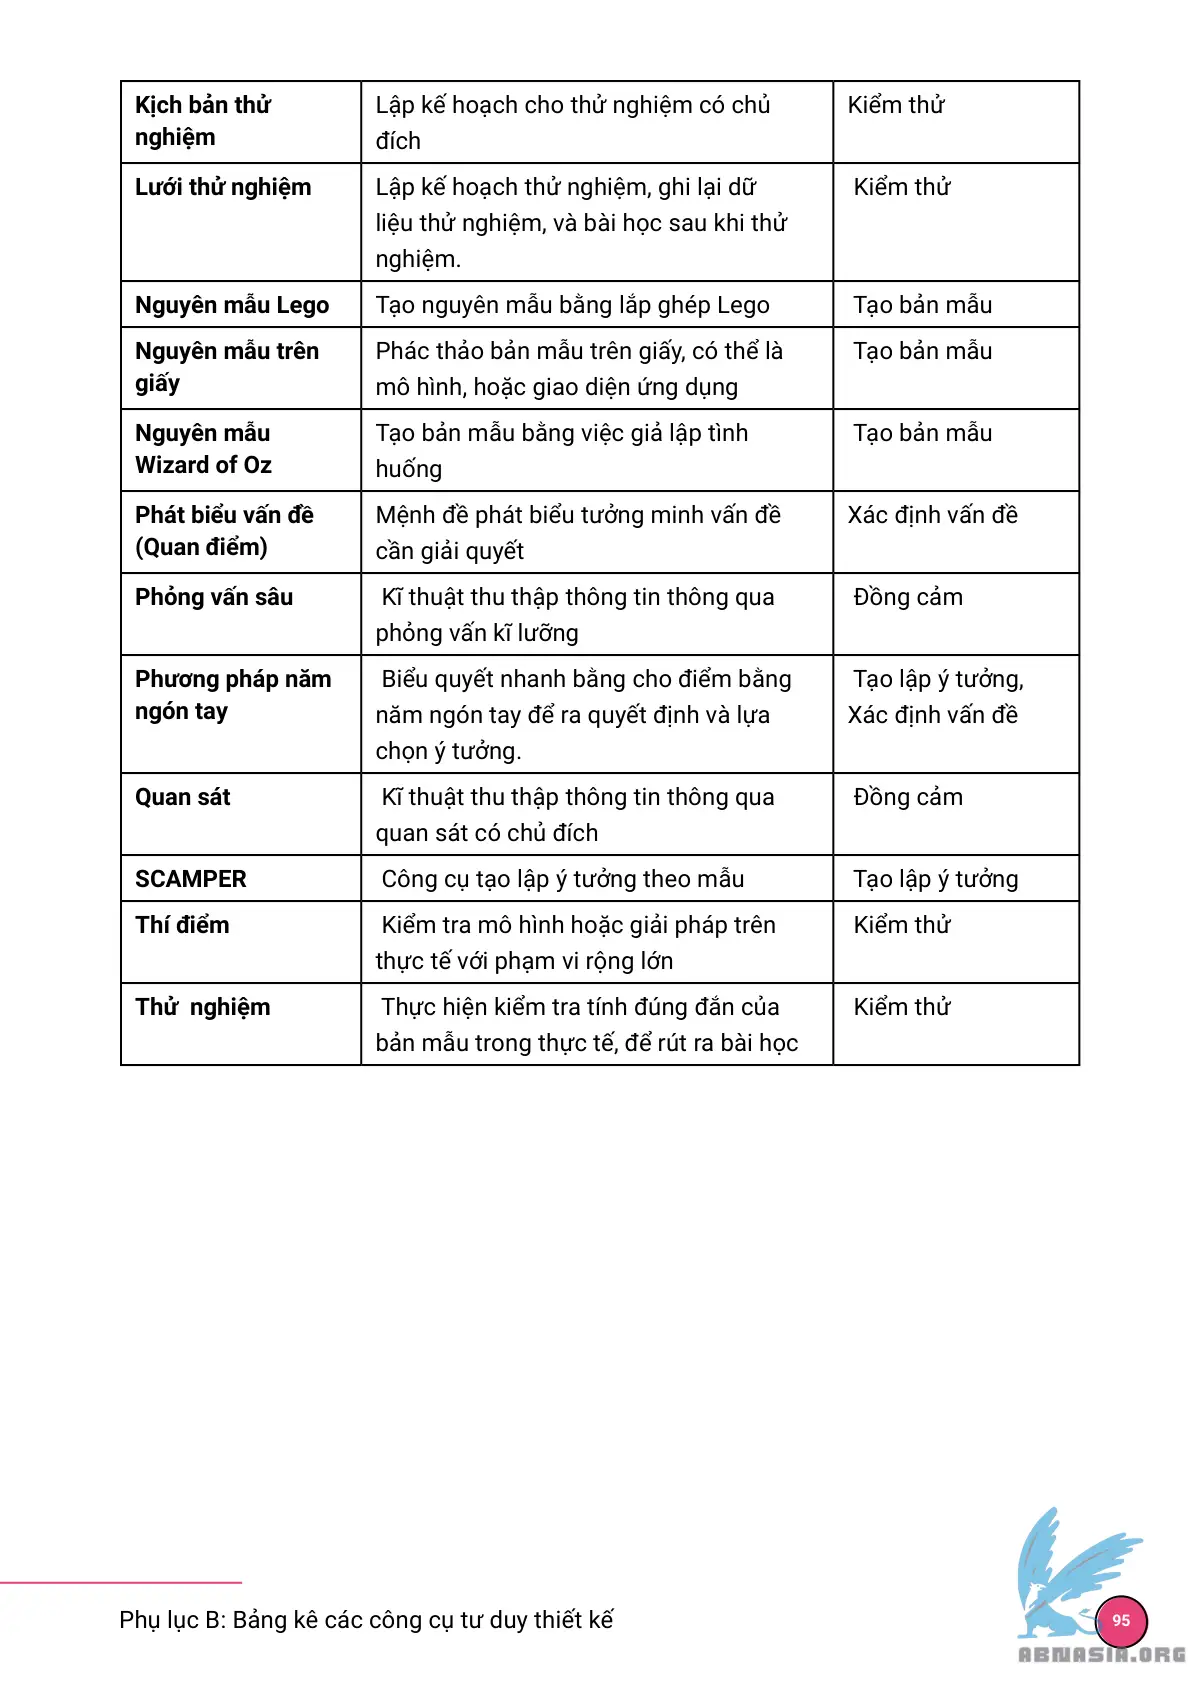 Kịch bản thử
nghiệm
Lập kế hoạch cho thử nghiệm có chủ
đích
Kiểm thử
Lưới thử nghiệm
Lập kế hoạch thử nghiệm, ghi lại dữ
liệu thử nghiệm, và bài học sau khi thử
nghiệm.
Kiểm thử
Nguyên mẫu Lego
Tạo nguyên mẫu bằng lắp ghép Lego
Tạo bản mẫu
Nguyên mẫu trên
giấy
Phác thảo bản mẫu trên giấy, có thể là
mô hình, hoặc giao diện ứng dụng
Tạo bản mẫu
Nguyên mẫu
Wizard of Oz
Tạo bản mẫu bằng việc giả lập tình
huống
Tạo bản mẫu
Phát biểu vấn đề
(Quan điểm)
Mệnh đề phát biểu tưởng minh vấn đề
cần giải quyết
Xác định vấn đề
Phỏng vấn sâu
Kĩ thuật thu thập thông tin thông qua
phỏng vấn kĩ lưỡng
Đồng cảm
Phương pháp năm
ngón tay
Biểu quyết nhanh bằng cho điểm bằng
năm ngón tay để ra quyết định và lựa
chọn ý tưởng.
Tạo lập ý tưởng,
Xác định vấn đề
Quan sát
Kĩ thuật thu thập thông tin thông qua
quan sát có chủ đích
Đồng cảm
SCAMPER
Công cụ tạo lập ý tưởng theo mẫu
Tạo lập ý tưởng
Thí điểm
Kiểm tra mô hình hoặc giải pháp trên
thực tế với phạm vi rộng lớn
Kiểm thử
Thử  nghiệm
Thực hiện kiểm tra tính đúng đắn của
bản mẫu trong thực tế, để rút ra bài học
Kiểm thử
Phụ lục B: Bảng kê các công cụ tư duy thiết kế
95
ABNASIA.ORG